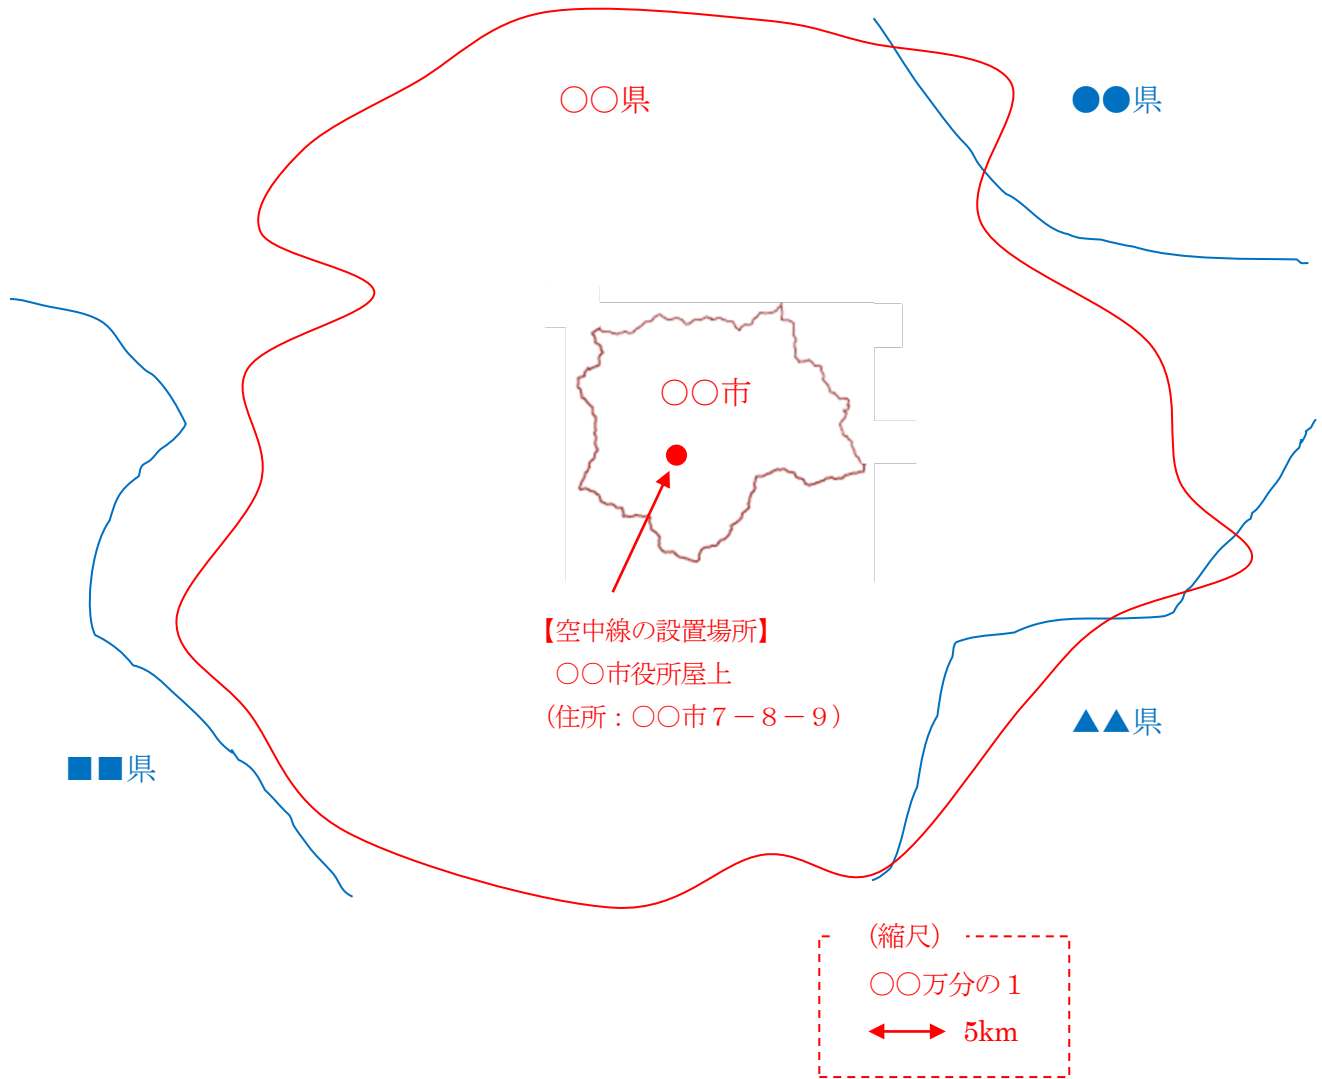 ○○県
●●県
○○市
【空中線の設置場所】
○○市役所屋上
（住所：○○市７－８－９）
▲▲県
■■県
（縮尺）
○○万分の１
5km